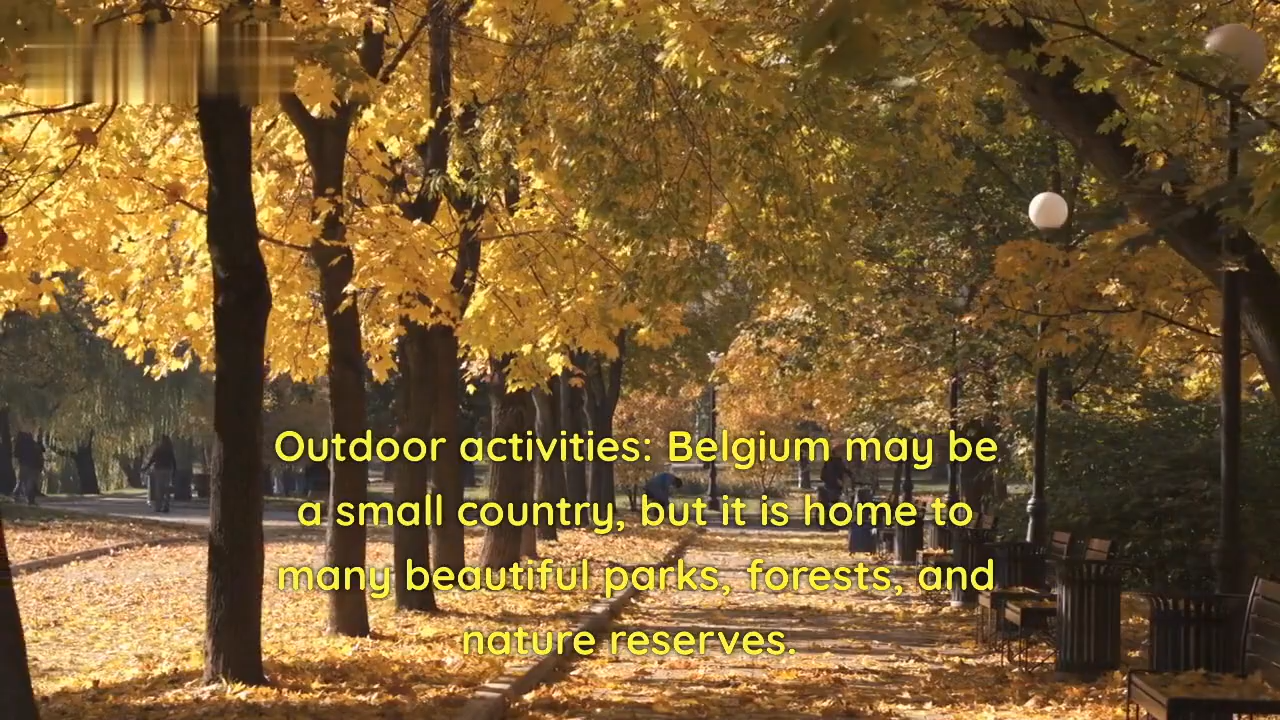 Outdoor activities: Belgium may be
a small country, but it is home to
many beautiful parks, forests, and
nature reserves.